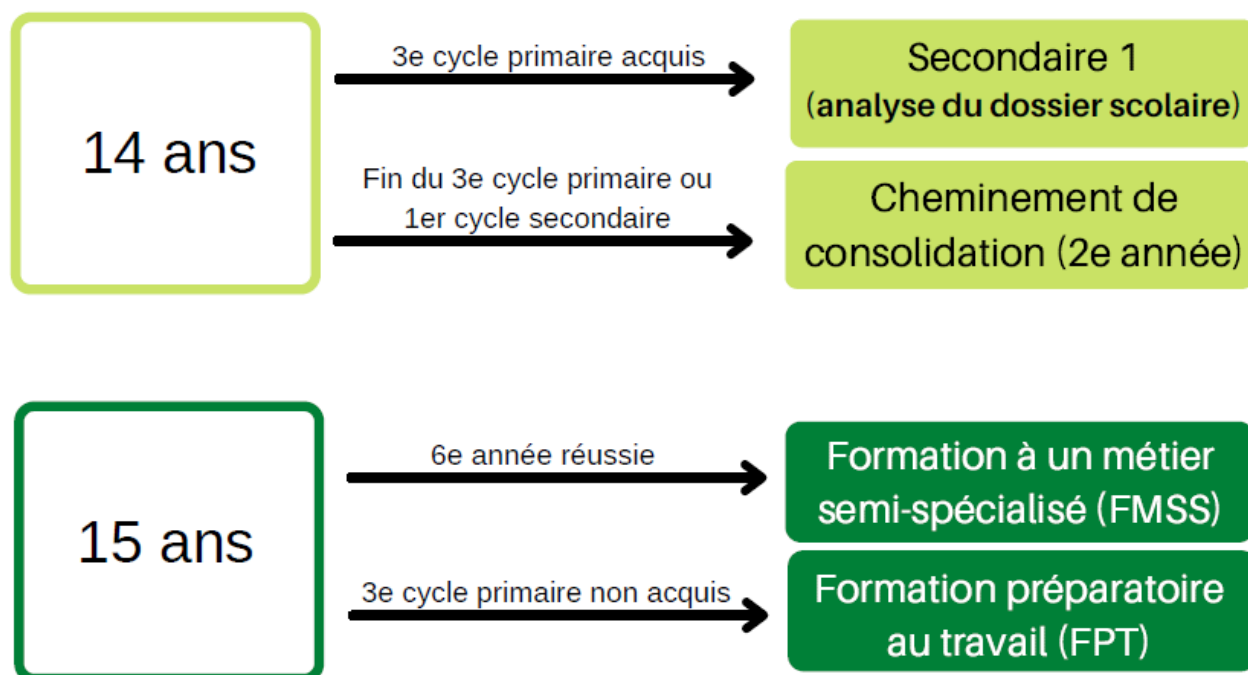 14 ans
3e cycle primaire acquis
Secondaire 1
(analyse du dossier scolaire)
Fin du 3e cycle primaire ou
1er cycle secondaire
Cheminement de
consolidation (2e année)
15 ans
6e année réussie
Formation à un métier
semi-spécialisé (FMSS)
3e cycle primaire non acquis
Formation préparatoire
au travail (FPT)